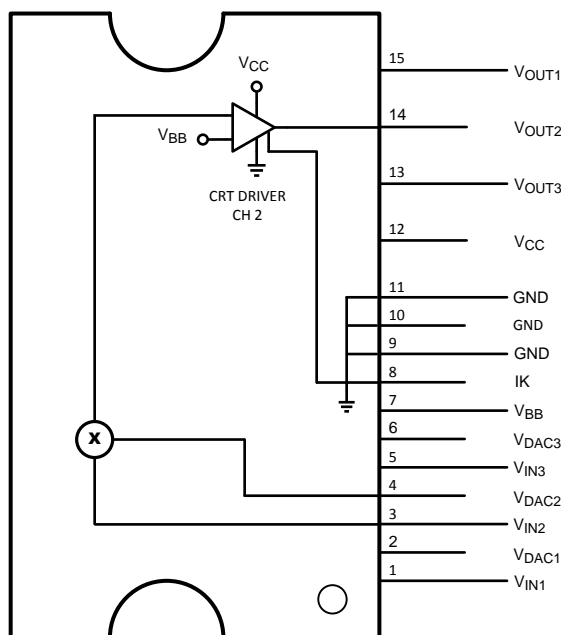 15
VOUT1
VCC
14
VOUT2
VBB
13
VOUT3
CRT DRIVER
CH 2
12
VCC
11
GND
10
GND
9
GND
8
IK
7
VBB
6
VDAC3
5
VIN3
X
4
VDAC2
3
VIN2
2
VDAC1
1
VIN1